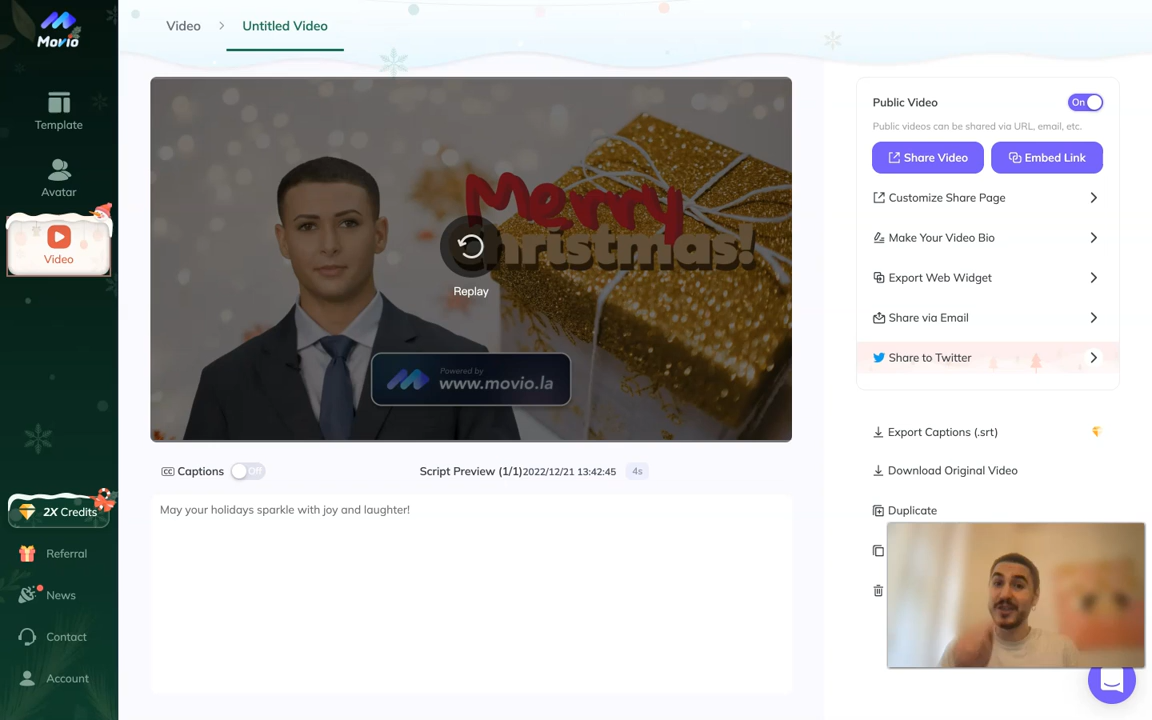 Movio
Template
Avatar
Video
2X Credits
Referral
News
Contact
Account
Video
Untitled Video
Merry
Christmas!
Replay
Powered by
www.movio.la
CC Captions
Off
Script Preview (1/1)2022/12/21 13:42:45
4s
May your holidays sparkle with joy and laughter!
Public Video
On
Public videos can be shared via URL, email, etc.
Share Video
Embed Link
Customize Share Page
Make Your Video Bio
Export Web Widget
Share via Email
Share to Twitter
Export Captions (.srt)
Download Original Video
Duplicate